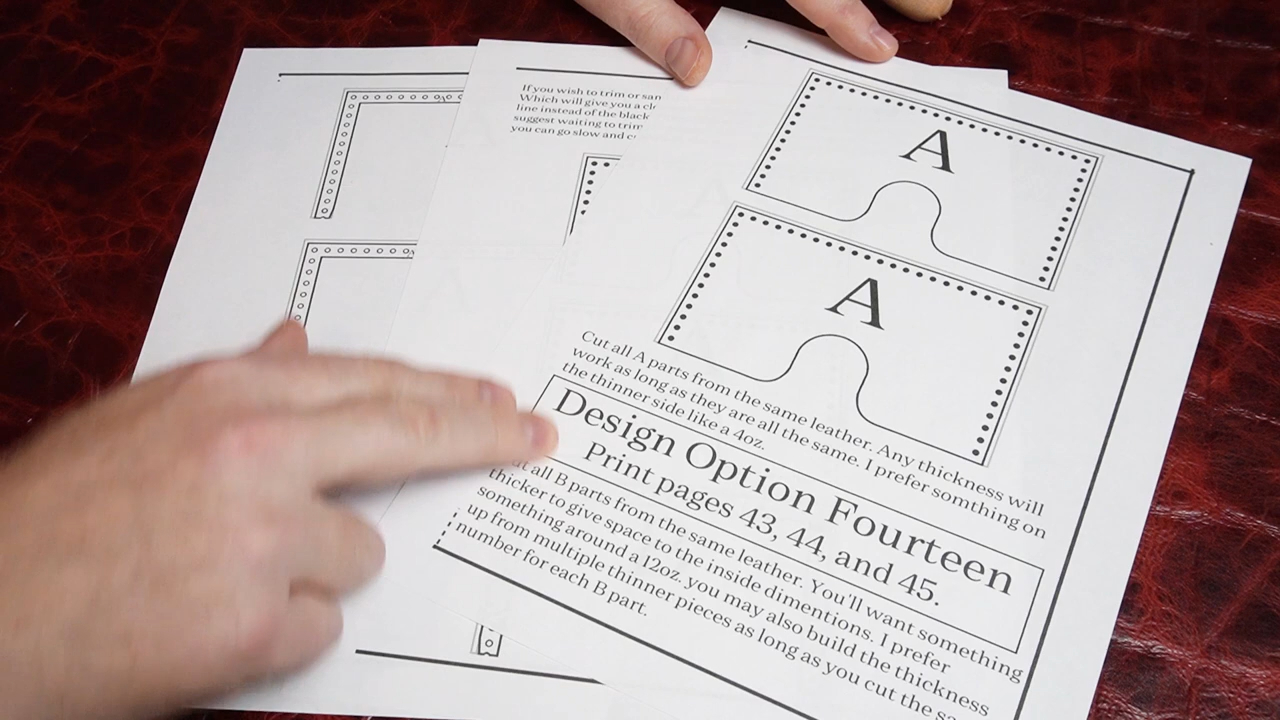 If you wish to trim or san
Which will give you a cl
line instead of the black
suggest waiting to trim
you can go slow and c
A
A
Cut all A parts from the same leather. Any thickness will
work as long as they are all the same. I prefer somthing on
the thinner side like a 4oz.
Design Option Fourteen
Print pages 43, 44, and 45.
ut all B parts from the same leather. You'll want something
thicker to give space to the inside dimentions. I prefer
something around a 12oz. you may also build the thickness
up from multiple thinner pieces as long as you cut the sa
number for each B part.